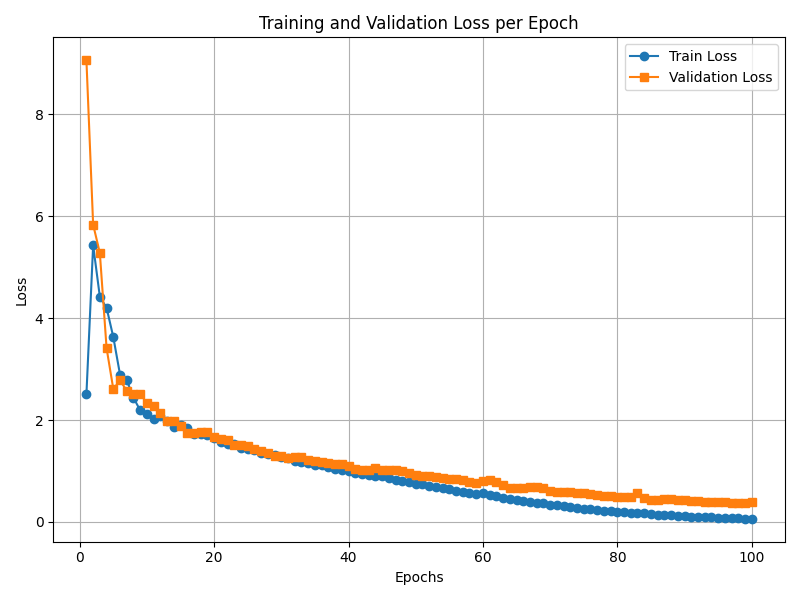 Training and Validation Loss per Epoch
Train Loss
Validation Loss
8
6
4
2
0
Loss
0 20 40 60 80 100
Epochs